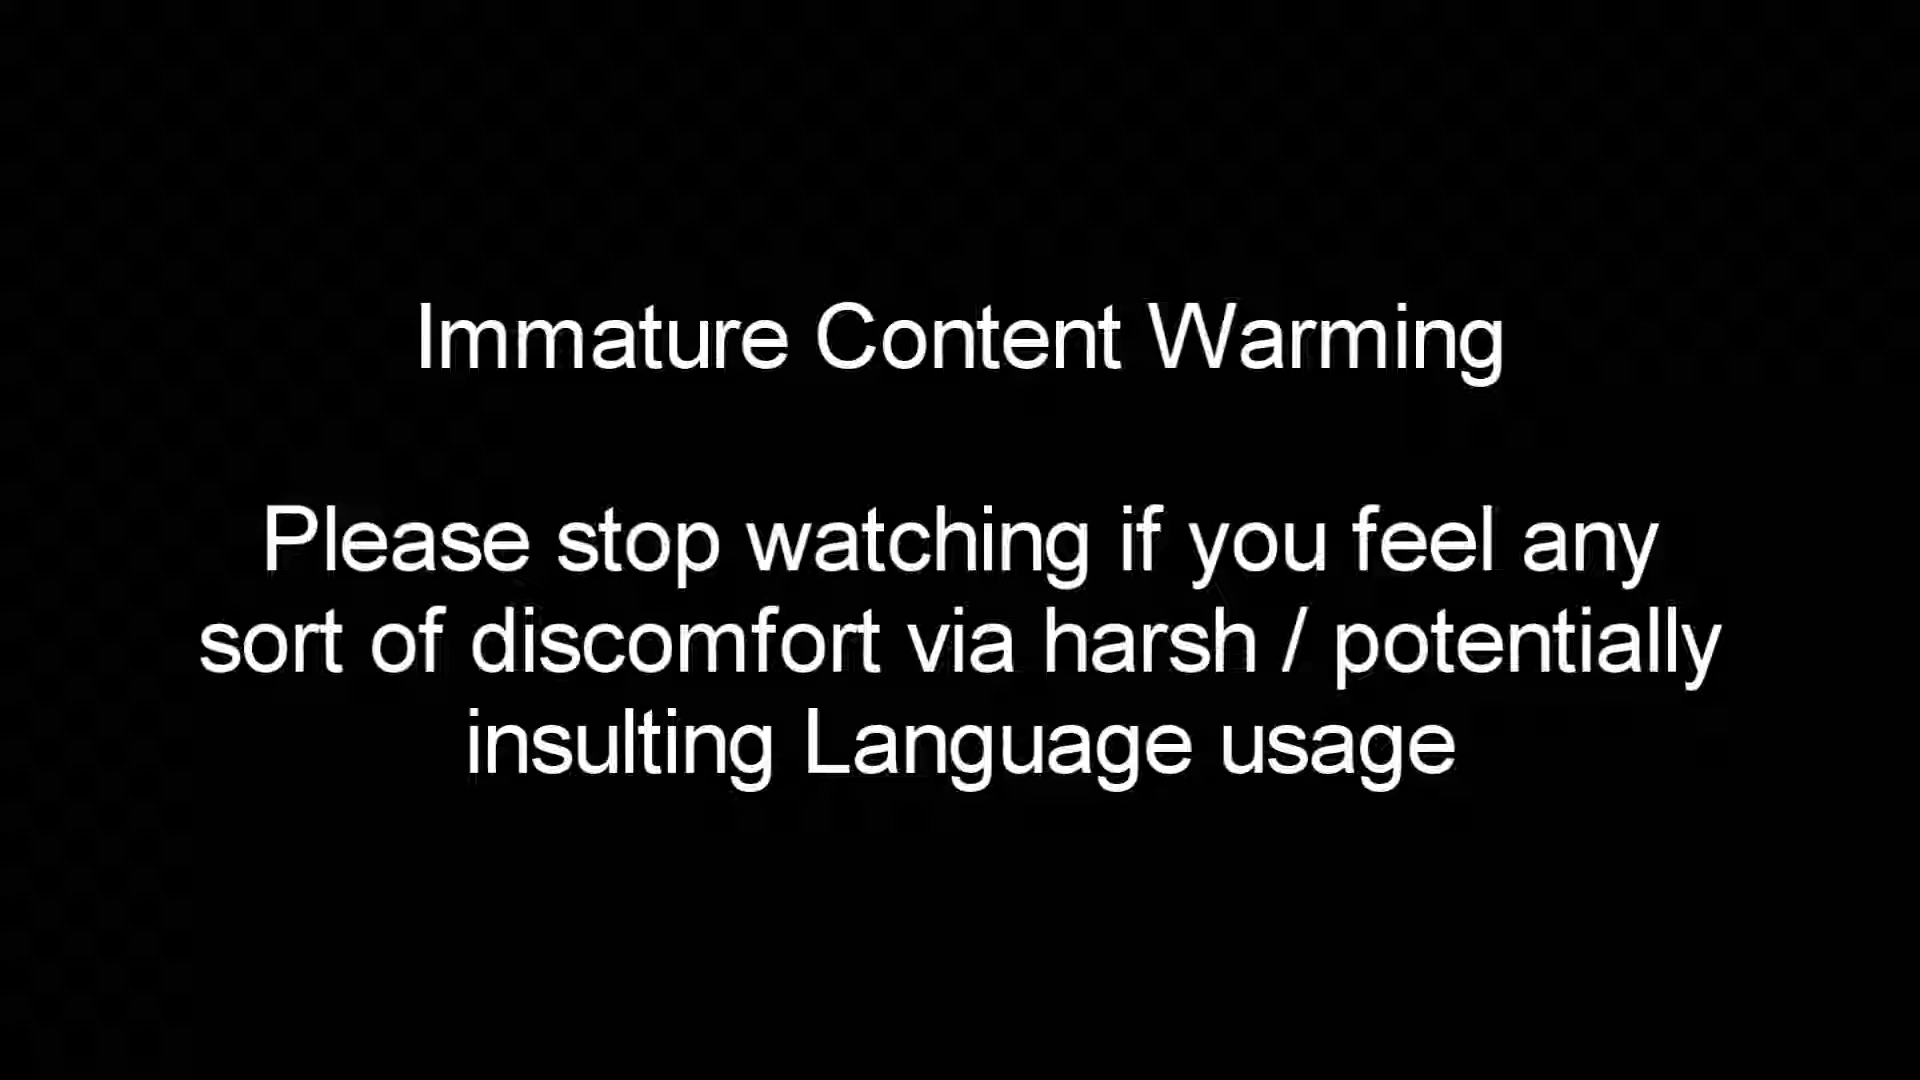 Immature Content Warming
Please stop watching if you feel any
sort of discomfort via harsh / potentially
insulting Language usage